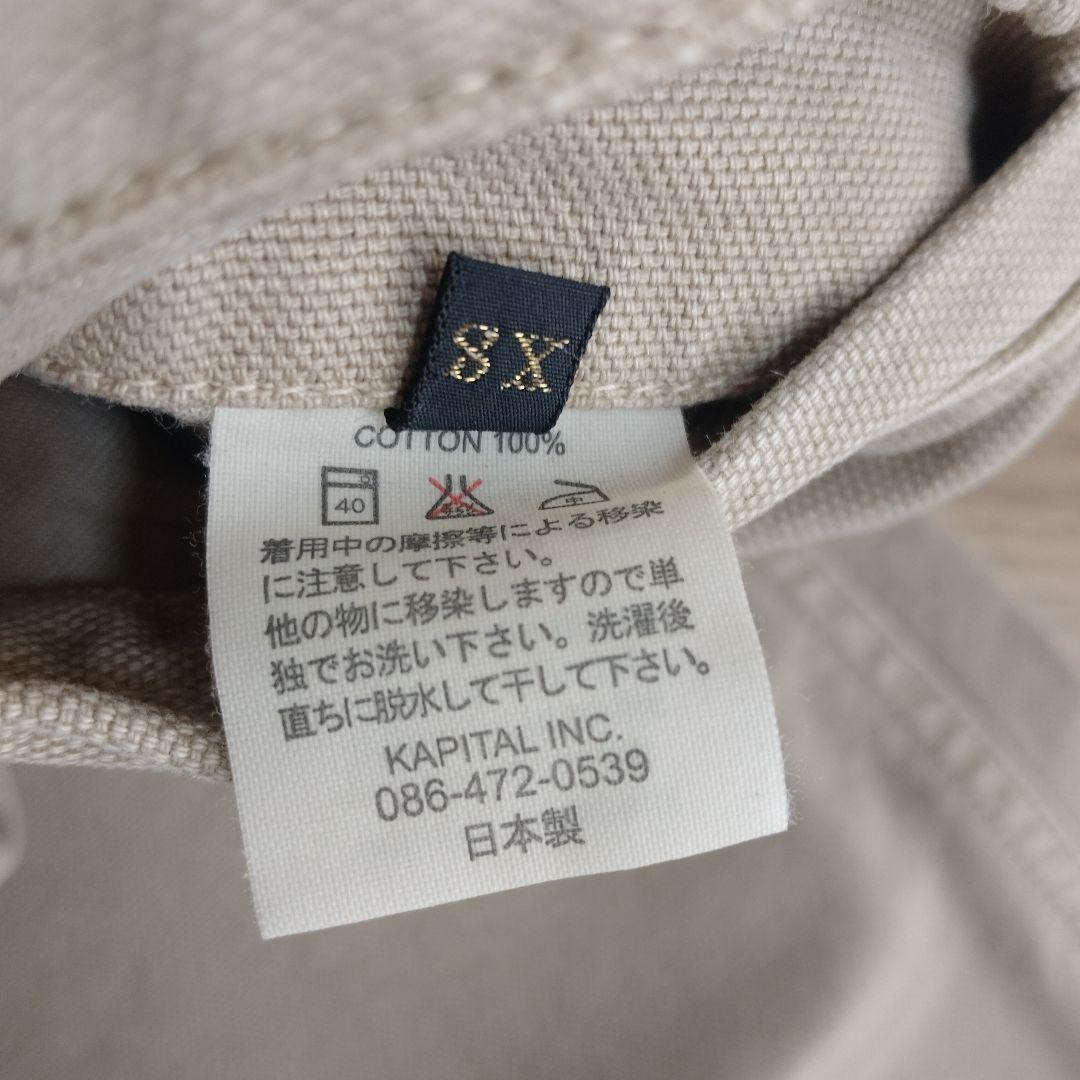 8X
COTTON 100%
40
中
着用中の摩擦等による移染
に注意して下さい。
他の物に移染しますので単
独でお洗い下さい。洗濯後
直ちに脱水して干して下さい。
KAPITAL INC.
086-472-0539
日本製